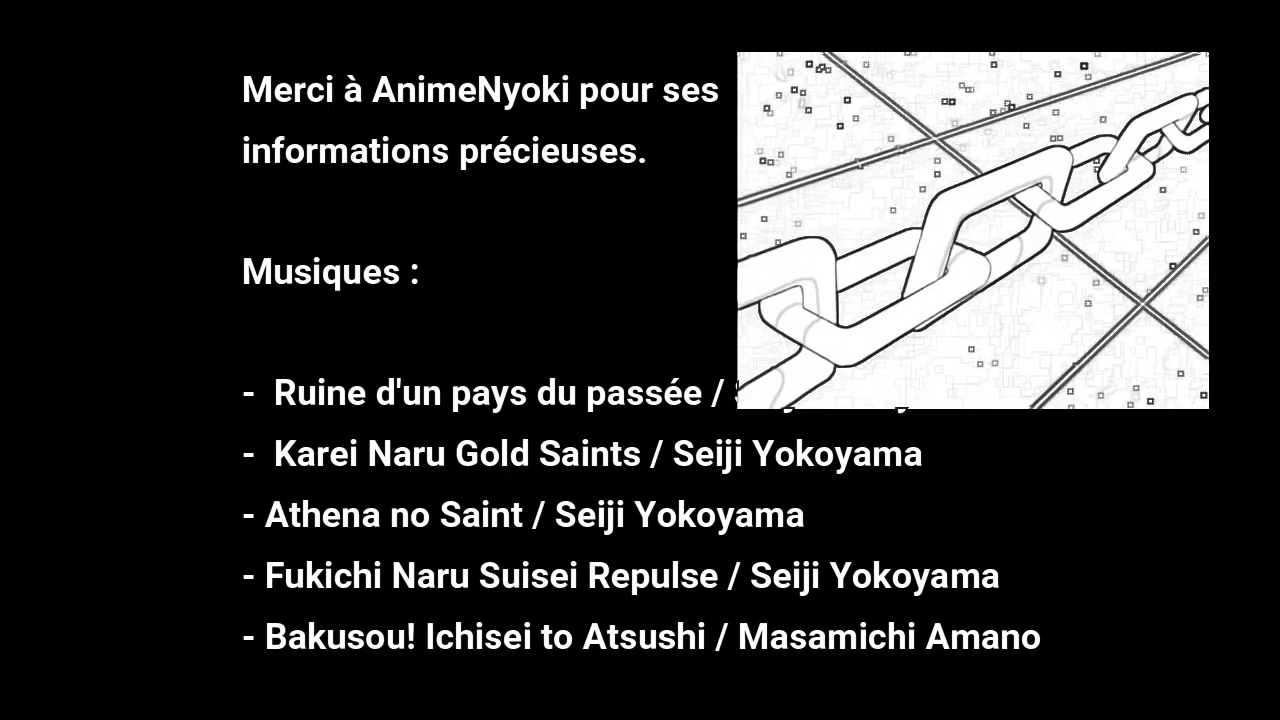 Merci à AnimeNyoki pour ses
informations précieuses.
Musiques :
- Ruine d'un pays du passée /
- Karei Naru Gold Saints / Seiji Yokoyama
- Athena no Saint / Seiji Yokoyama
- Fukichi Naru Suisei Repulse / Seiji Yokoyama
- Bakusou! Ichisei to Atsushi / Masamichi Amano